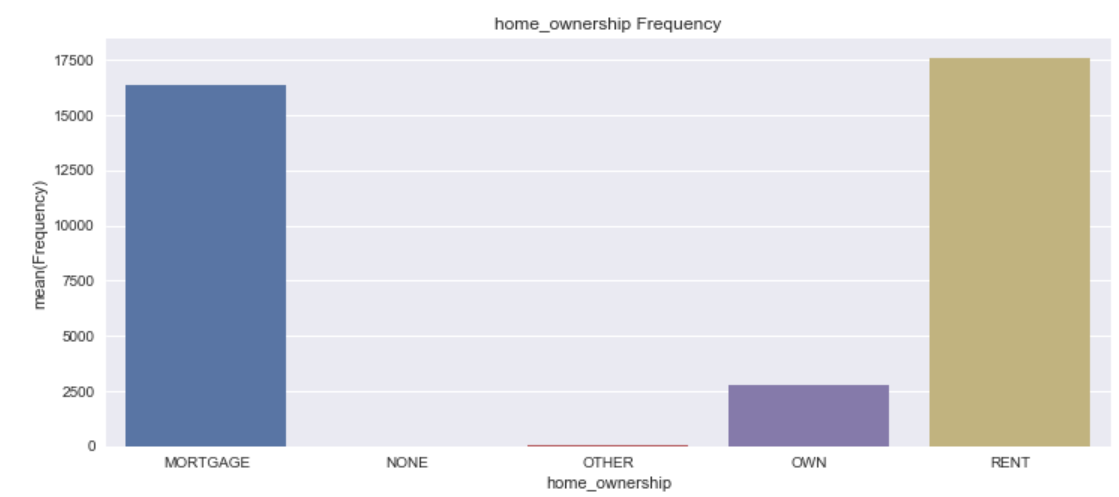 home_ownership Frequency
17500
15000
12500
10000
7500
5000
2500
0
mean(Frequency)
MORTGAGE NONE OTHER OWN RENT
home_ownership